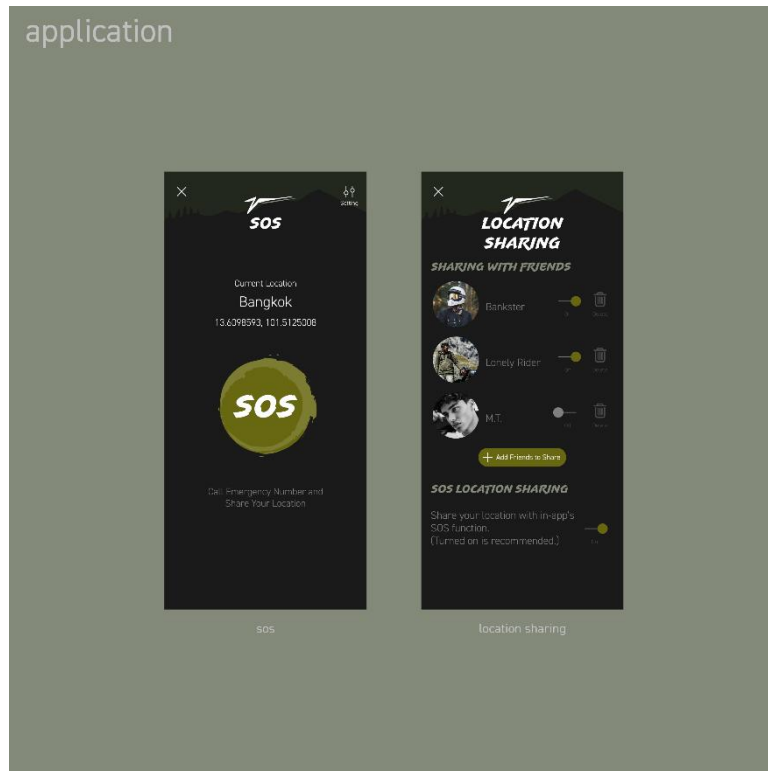 application
SOS
Setting
Current Location
Bangkok
13.6098593, 101.5125008
SOS
Call Emergency Number and
Share Your Location
sos
LOCATION
SHARING
SHARING WITH FRIENDS
Bankster
Lonely Rider
M.T.
+ Add Friends to Share
SOS LOCATION SHARING
Share your location with in-app's
SOS function.
(Turned on is recommended.)
On
location sharing